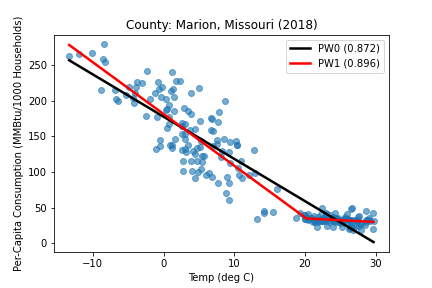 County: Marion, Missouri (2018)
PW0 (0.872)
PW1 (0.896)
Per-Capita Consumption (MMBtu/1000 Households)
250
200
150
100
50
0
−10 0 10 20 30
Temp (deg C)